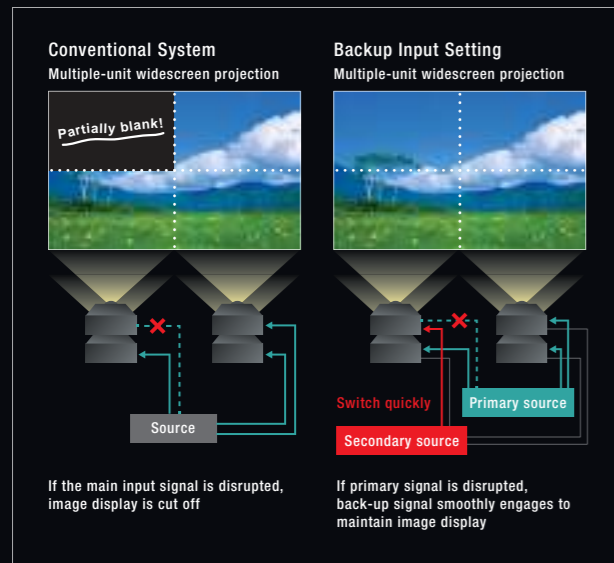 Conventional System
Multiple-unit widescreen projection
Partially blank!
Source
If the main input signal is disrupted,
image display is cut off
Backup Input Setting
Multiple-unit widescreen projection
Switch quickly
Primary source
Secondary source
If primary signal is disrupted,
back-up signal smoothly engages to
maintain image display